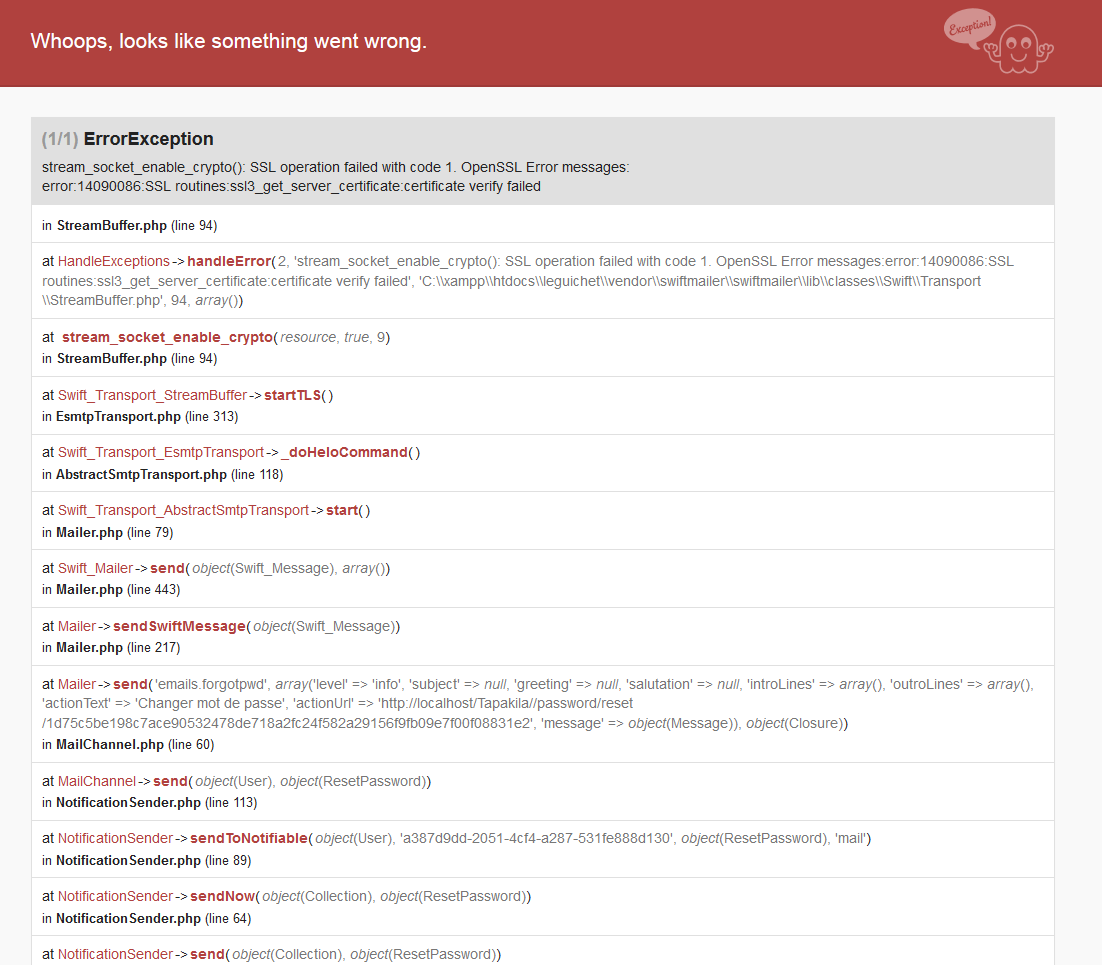 Whoops, looks like something went wrong.
Exception!
(1/1) ErrorException
stream_socket_enable_crypto(): SSL operation failed with code 1. OpenSSL Error messages:
error:14090086:SSL routines:ssl3_get_server_certificate:certificate verify failed
in StreamBuffer.php (line 94)
at HandleExceptions->handleError(2, 'stream_socket_enable_crypto(): SSL operation failed with code 1. OpenSSL Error messages:error:14090086:SSL
routines:ssl3_get_server_certificate:certificate verify failed', 'C:\\xampp\\htdocs\\leguichet\\vendor\\swiftmailer\\swiftmailer\\lib\\classes\\Swift\\Transport
\\StreamBuffer.php', 94, array())
at stream_socket_enable_crypto(resource, true, 9)
in StreamBuffer.php (line 94)
at Swift_Transport_StreamBuffer->startTLS()
in EsmtpTransport.php (line 313)
at Swift_Transport_EsmtpTransport->_doHeloCommand()
in AbstractSmtpTransport.php (line 118)
at Swift_Transport_AbstractSmtpTransport->start()
in Mailer.php (line 79)
at Swift_Mailer->send(object(Swift_Message), array())
in Mailer.php (line 443)
at Mailer->sendSwiftMessage(object(Swift_Message))
in Mailer.php (line 217)
at Mailer->send('emails.forgotpwd', array('level' => 'info', 'subject' => null, 'greeting' => null, 'salutation' => null, 'introLines' => array(), 'outroLines' => array(),
'actionText' => 'Changer mot de passe', 'actionUrl' => 'http://localhost/Tapakila//password/reset
/1d75c5be198c7ace90532478de718a2fc24f582a29156f9fb09e7f00f08831e2', 'message' => object(Message)), object(Closure))
in MailChannel.php (line 60)
at MailChannel->send(object(User), object(ResetPassword))
in NotificationSender.php (line 113)
at NotificationSender->sendToNotifiable(object(User), 'a387d9dd-2051-4cf4-a287-531fe888d130', object(ResetPassword), 'mail')
in NotificationSender.php (line 89)
at NotificationSender->sendNow(object(Collection), object(ResetPassword))
in NotificationSender.php (line 64)
at NotificationSender->send(object(Collection), object(ResetPassword))